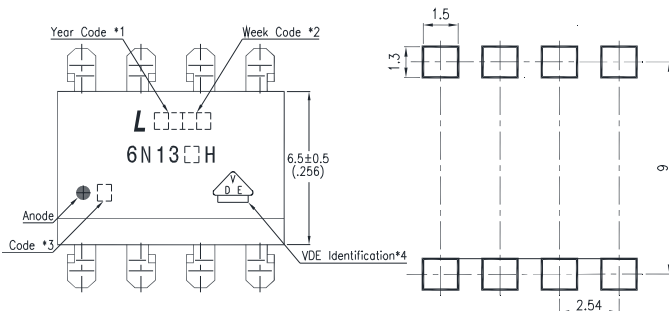 Year Code *1
Week Code *2
1.5
1.3
L
6N13 H
6.5±0.5
(.256)
V
D E
Anode
Code *3
VDE Identification*4
9
2.54